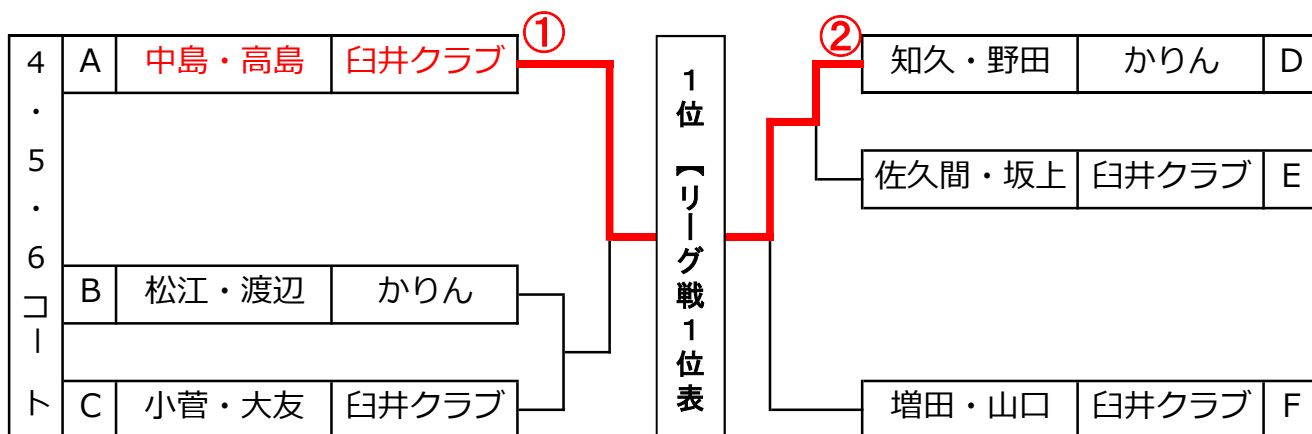 4・5・6コート
A 中島・高島 臼井クラブ ①
B 松江・渡辺 かりん
C 小菅・大友 臼井クラブ
1位 【リーグ戦1位表
② 知久・野田 かりん D
佐久間・坂上 臼井クラブ E
増田・山口 臼井クラブ F